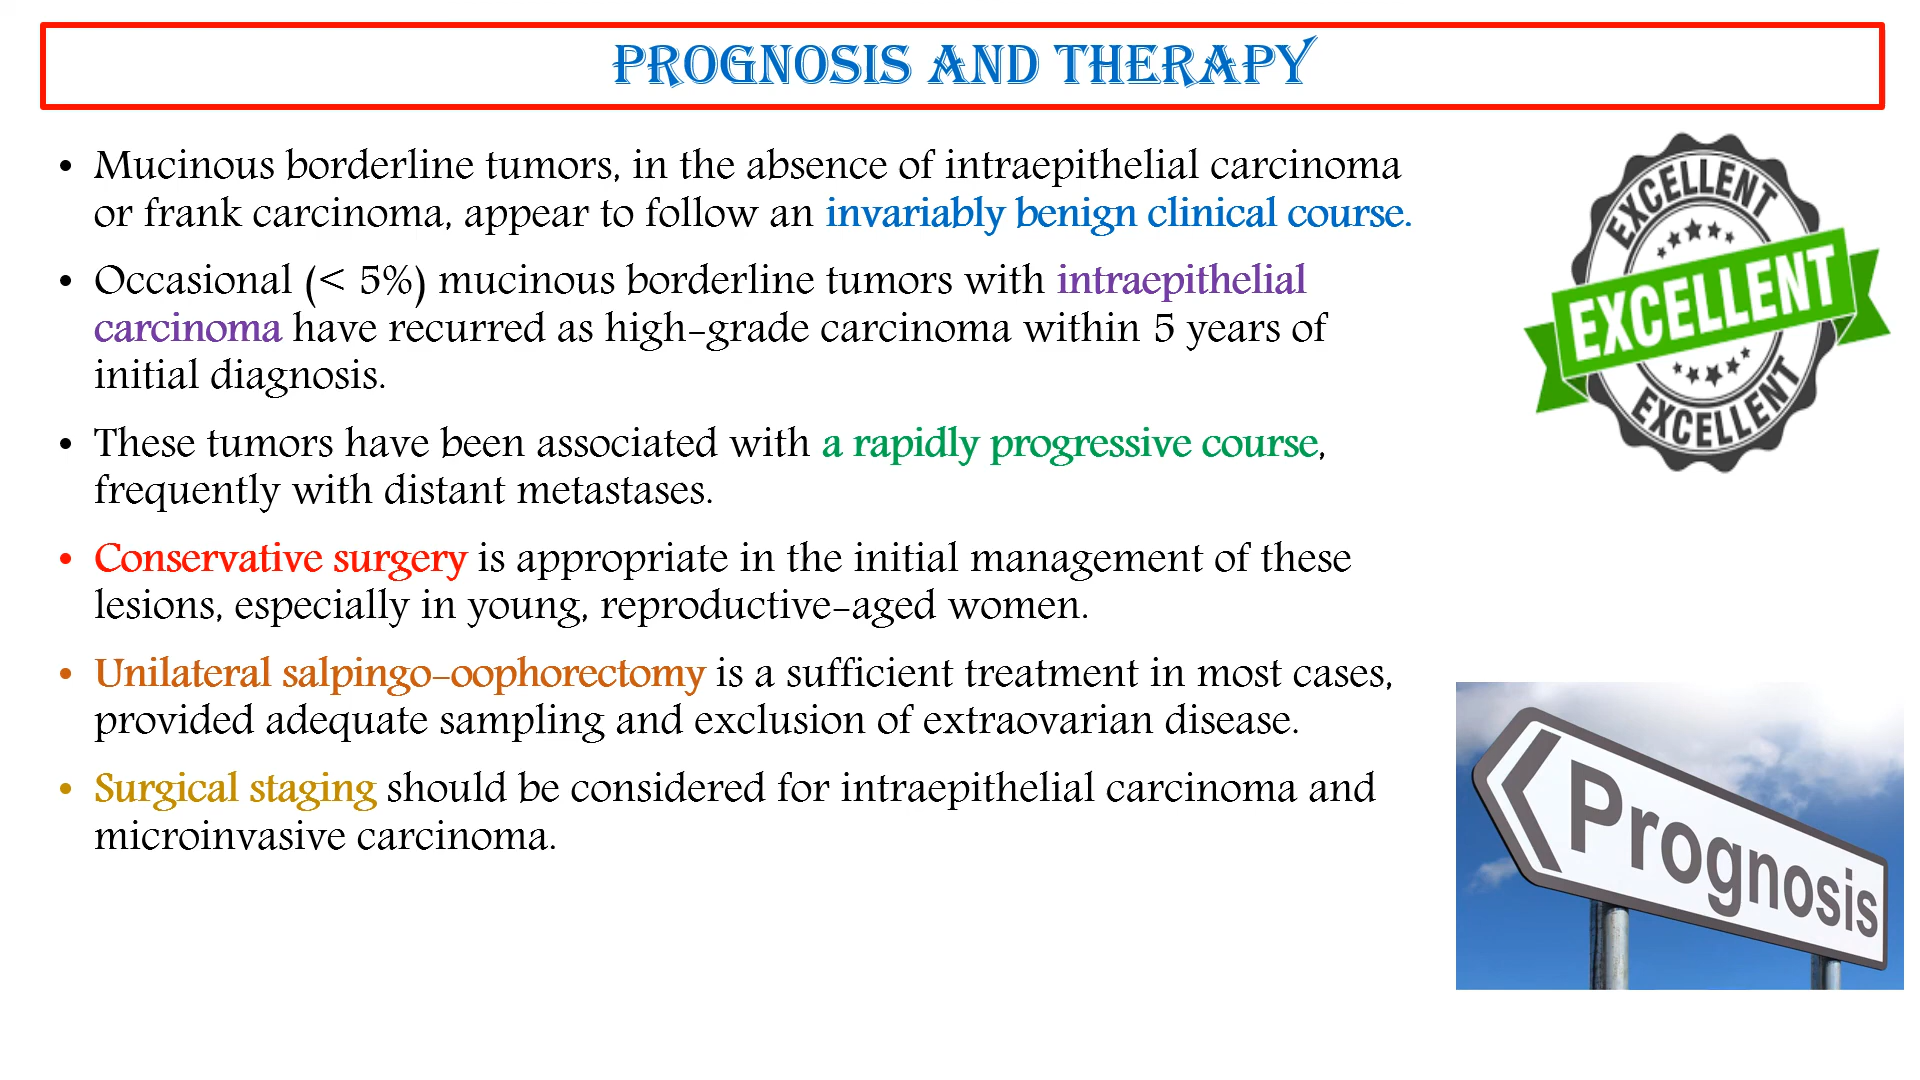 PROGNOSIS AND THERAPY
• Mucinous borderline tumors, in the absence of intraepithelial carcinoma
or frank carcinoma, appear to follow an invariably benign clinical course.
• Occasional (< 5%) mucinous borderline tumors with intraepithelial
carcinoma have recurred as high-grade carcinoma within 5 years of
initial diagnosis.
• These tumors have been associated with a rapidly progressive course,
frequently with distant metastases.
• Conservative surgery is appropriate in the initial management of these
lesions, especially in young, reproductive-aged women.
• Unilateral salpingo-oophorectomy is a sufficient treatment in most cases,
provided adequate sampling and exclusion of extraovarian disease.
• Surgical staging should be considered for intraepithelial carcinoma and
microinvasive carcinoma.
EXCELLENT
EXCELLENT
EXCELLENT
Prognosis